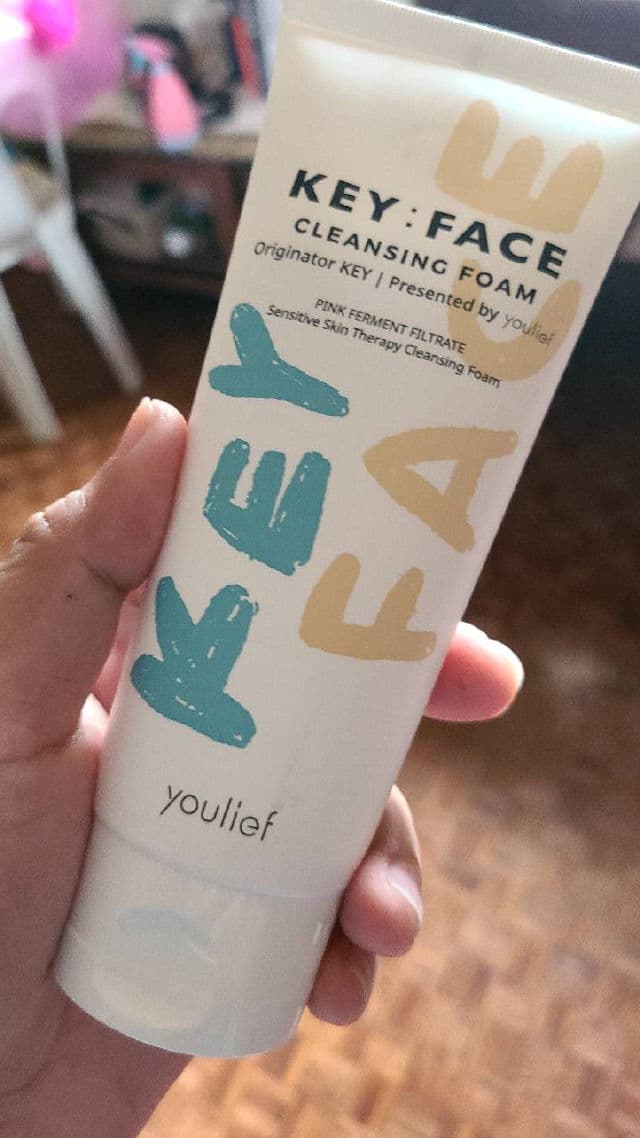 KEY:FACE
CLEANSING FOAM
Originator KEY | Presented by youlief
PINK FERMENT FILTRATE
Sensitive Skin Therapy Cleansing Foam
KEY
FACE
youlief